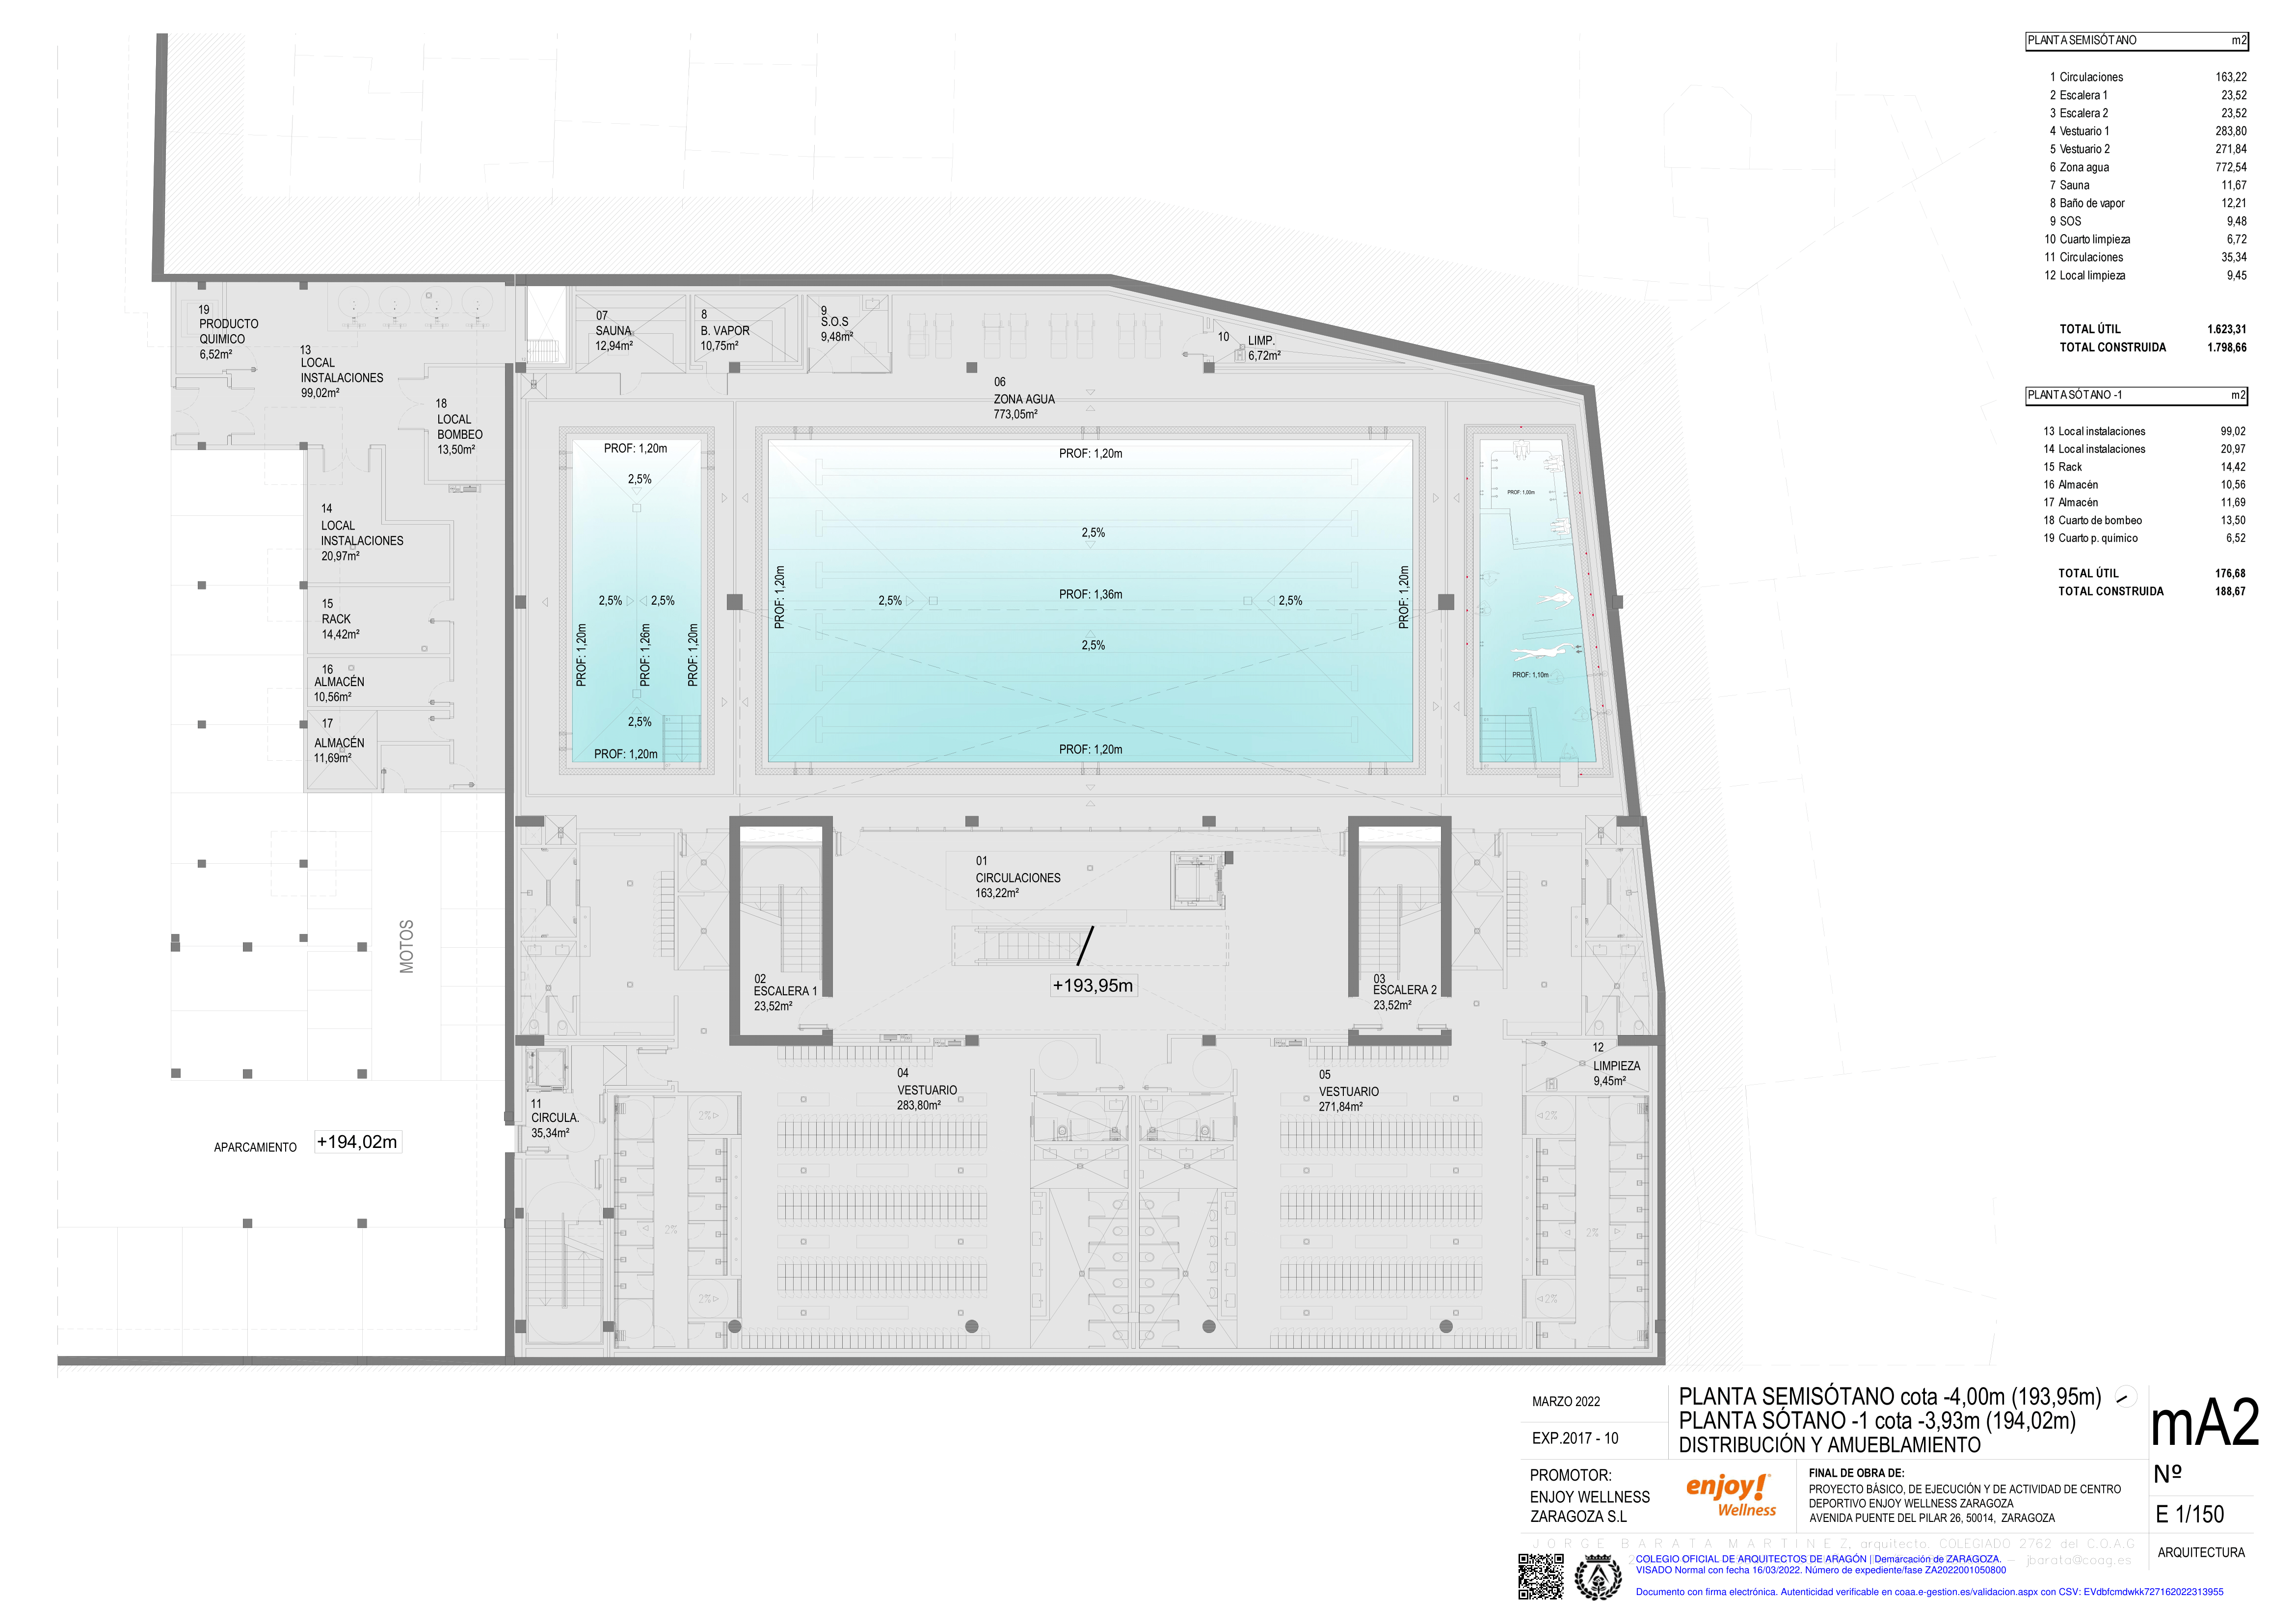 PLANTA SEMISÓTANO m2
1 Circulaciones 163,22
2 Escalera 1 23,52
3 Escalera 2 23,52
4 Vestuario 1 283,80
5 Vestuario 2 271,84
6 Zona agua 772,54
7 Sauna 11,67
8 Baño de vapor 12,21
9 SOS 9,48
10 Cuarto limpieza 6,72
11 Circulaciones 35,34
12 Local limpieza 9,45
TOTAL ÚTIL 1.623,31
TOTAL CONSTRUIDA 1.798,66
PLANTA SÓTANO -1 m2
13 Local instalaciones 99,02
14 Local instalaciones 20,97
15 Rack 14,42
16 Almacén 10,56
17 Almacén 11,69
18 Cuarto de bombeo 13,50
19 Cuarto p. químico 6,52
TOTAL ÚTIL 176,68
TOTAL CONSTRUIDA 188,67
19
PRODUCTO
QUIMICO
6,52m²
13
LOCAL
INSTALACIONES
99,02m²
18
LOCAL
BOMBEO
13,50m²
14
LOCAL
INSTALACIONES
20,97m²
15
RACK
14,42m²
16
ALMACÉN
10,56m²
17
ALMACÉN
11,69m²
MOTOS
APARCAMIENTO
+194,02m
07
SAUNA
12,94m²
8
B. VAPOR
10,75m²
9
S.O.S
9,48m²
10
LIMP.
6,72m²
06
ZONA AGUA
773,05m²
PROF: 1,20m
2,5%
2,5%
2,5%
PROF: 1,20m
PROF: 1,26m
PROF: 1,20m
2,5%
PROF: 1,20m
PROF: 1,20m
2,5%
PROF: 1,20m
2,5%
PROF: 1,36m
2,5%
PROF: 1,20m
2,5%
PROF: 1,20m
PROF: 1,00m
PROF: 1,10m
01
CIRCULACIONES
163,22m²
+193,95m
02
ESCALERA 1
23,52m²
03
ESCALERA 2
23,52m²
04
VESTUARIO
283,80m²
05
VESTUARIO
271,84m²
11
CIRCULA.
35,34m²
12
LIMPIEZA
9,45m²
2%
2%
2%
2%
2%
2%
MARZO 2022
EXP.2017 - 10
PLANTA SEMISÓTANO cota -4,00m (193,95m)
PLANTA SÓTANO -1 cota -3,93m (194,02m)
DISTRIBUCIÓN Y AMUEBLAMIENTO
mA2
Nº
E 1/150
ARQUITECTURA
PROMOTOR:
ENJOY WELLNESS
ZARAGOZA S.L
enjoy!
Wellness
FINAL DE OBRA DE:
PROYECTO BÁSICO, DE EJECUCIÓN Y DE ACTIVIDAD DE CENTRO
DEPORTIVO ENJOY WELLNESS ZARAGOZA
AVENIDA PUENTE DEL PILAR 26, 50014, ZARAGOZA
JORGE BARATA MARTINEZ, arquitecto. COLEGIADO 2762 del C.O.A.G
jbarata@coag.es
COLEGIO OFICIAL DE ARQUITECTOS DE ARAGÓN | Demarcación de ZARAGOZA.
VISADO Normal con fecha 16/03/2022. Número de expediente/fase ZA2022001050800
Documento con firma electrónica. Autenticidad verificable en coaa.e-gestion.es/validacion.aspx con CSV: EVdbfcmdwkk727162022313955